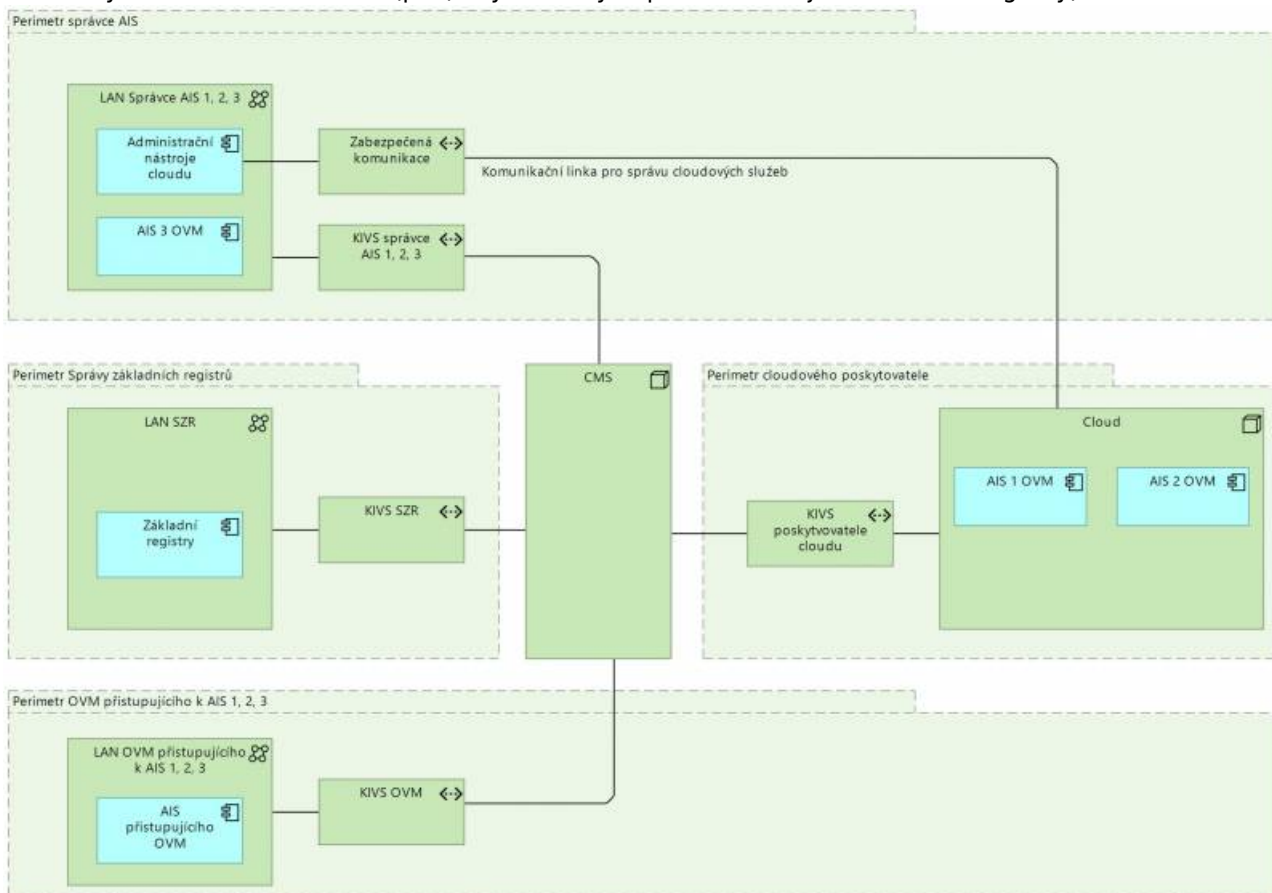 Perimetr správce AIS
LAN Správce AIS 1, 2, 3
Administrační
nástroje
cloudu
Zabezpečená
komunikace
Komunikační linka pro správu cloudových služeb
AIS 3 OVM
KIVS správce
AIS 1, 2, 3
Perimetr Správy základních registrů
LAN SZR
Základní
registry
KIVS SZR
CMS
Perimetr cloudového poskytovatele
KIVS
poskytvovatele
cloudu
Cloud
AIS 1 OVM
AIS 2 OVM
Perimetr OVM přistupujícího k AIS 1, 2, 3
LAN OVM přistupujícího
k AIS 1, 2, 3
AIS
přistupujícího
OVM
KIVS OVM